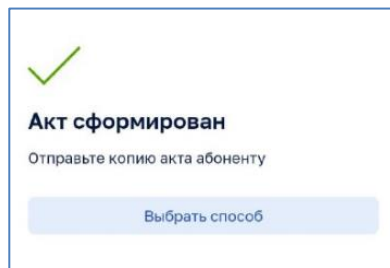 Акт сформирован
Отправьте копию акта абоненту
Выбрать способ